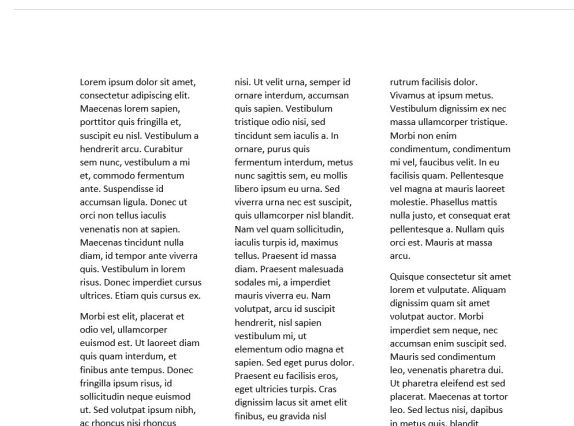 Lorem ipsum dolor sit amet,
consectetur adipiscing elit.
Maecenas lorem sapien,
porttitor quis fringilla et,
suscipit eu nisl. Vestibulum a
hendrerit arcu. Curabitur
sem nunc, vestibulum a mi
et, commodo fermentum
ante. Suspendisse id
accumsan ligula. Donec ut
orci non tellus iaculis
venenatis non at sapien.
Maecenas tincidunt nulla
diam, id tempor ante viverra
quis. Vestibulum in lorem
risus. Donec imperdiet cursus
ultrices. Etiam quis cursus ex.
Morbi est elit, placerat et
odio vel, ullamcorper
euismod est. Ut laoreet diam
quis quam interdum, et
finibus ante tempus. Donec
fringilla ipsum risus, id
sollicitudin neque euismod
ut. Sed volutpat ipsum nibh,
ac rhoncus nisi rhoncus
nisi. Ut velit urna, semper id
ornare interdum, accumsan
quis sapien. Vestibulum
tristique odio nisi, sed
tincidunt sem iaculis a. In
ornare, purus quis
fermentum interdum, metus
nunc sagittis sem, eu mollis
libero ipsum eu urna. Sed
viverra urna nec est suscipit,
quis ullamcorper nisl blandit.
Nam vel quam sollicitudin,
iaculis turpis id, maximus
tellus. Praesent id massa
diam. Praesent malesuada
sodales mi, a imperdiet
mauris viverra eu. Nam
volutpat, arcu id suscipit
hendrerit, nisl sapien
vestibulum mi, ut
elementum odio magna et
sapien. Sed eget purus dolor.
Praesent eu facilisis eros,
eget ultricies turpis. Cras
dignissim lacus sit amet elit
finibus, eu gravida nisl
rutrum facilisis dolor.
Vivamus at ipsum metus.
Vestibulum dignissim ex nec
massa ullamcorper tristique.
Morbi non enim
condimentum, condimentum
mi vel, faucibus velit. In eu
facilisis quam. Pellentesque
vel magna at mauris laoreet
molestie. Phasellus mattis
nulla justo, et consequat erat
pellentesque a. Nullam quis
orci est. Mauris at massa
arcu.
Quisque consectetur sit amet
lorem et vulputate. Aliquam
dignissim quam sit amet
volutpat auctor. Morbi
imperdiet sem neque, nec
accumsan enim suscipit sed.
Mauris sed condimentum
leo, venenatis pharetra dui.
Ut pharetra eleifend est sed
placerat. Maecenas at tortor
leo. Sed lectus nisi, dapibus
in metus quis, blandit